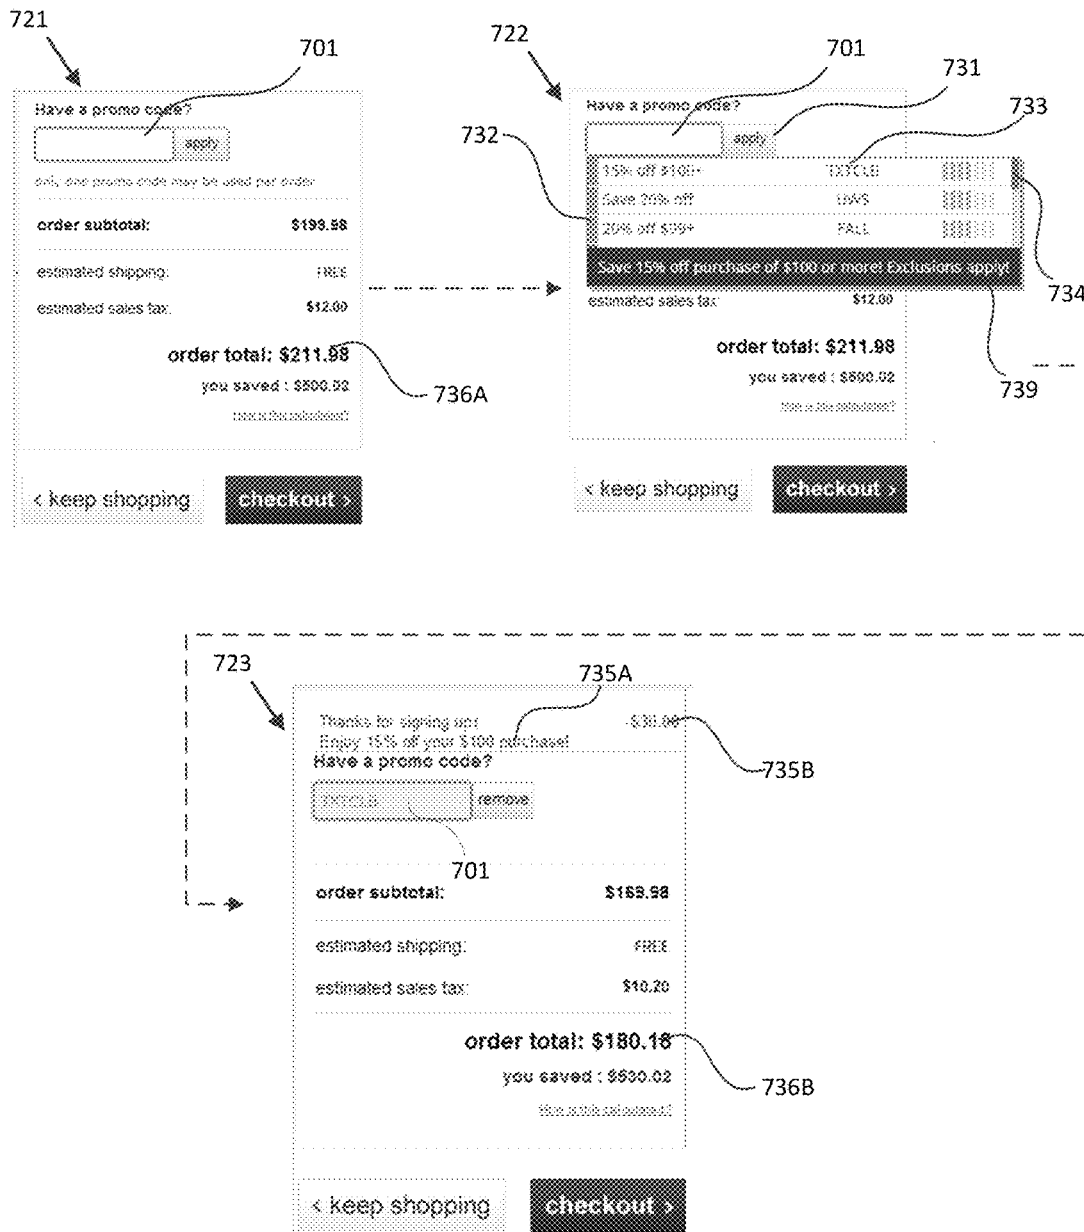 721
701
Have a promo code?
apply
only one promo code may be used per order
order subtotal: $199.98
estimated shipping: FREE
estimated sales tax: $12.00
order total: $211.98
736A
you saved : $500.02
< keep shopping
checkout >
722
701
731
733
Have a promo code?
732
apply
15% off $100+ TXTCLB
Save 20% off UWS
20% off $99+ FALL
Save 15% off purchase of $100 or more! Exclusions apply!
734
estimated sales tax: $12.00
order total: $211.98
you saved : $500.02
739
< keep shopping
checkout >
723
735A
Thanks for signing up! -$30.00
Enjoy 15% off your $100 purchase!
735B
Have a promo code?
TXTCLB
remove
701
order subtotal: $169.98
estimated shipping: FREE
estimated sales tax: $10.20
order total: $180.18
you saved : $530.02
736B
< keep shopping
checkout >